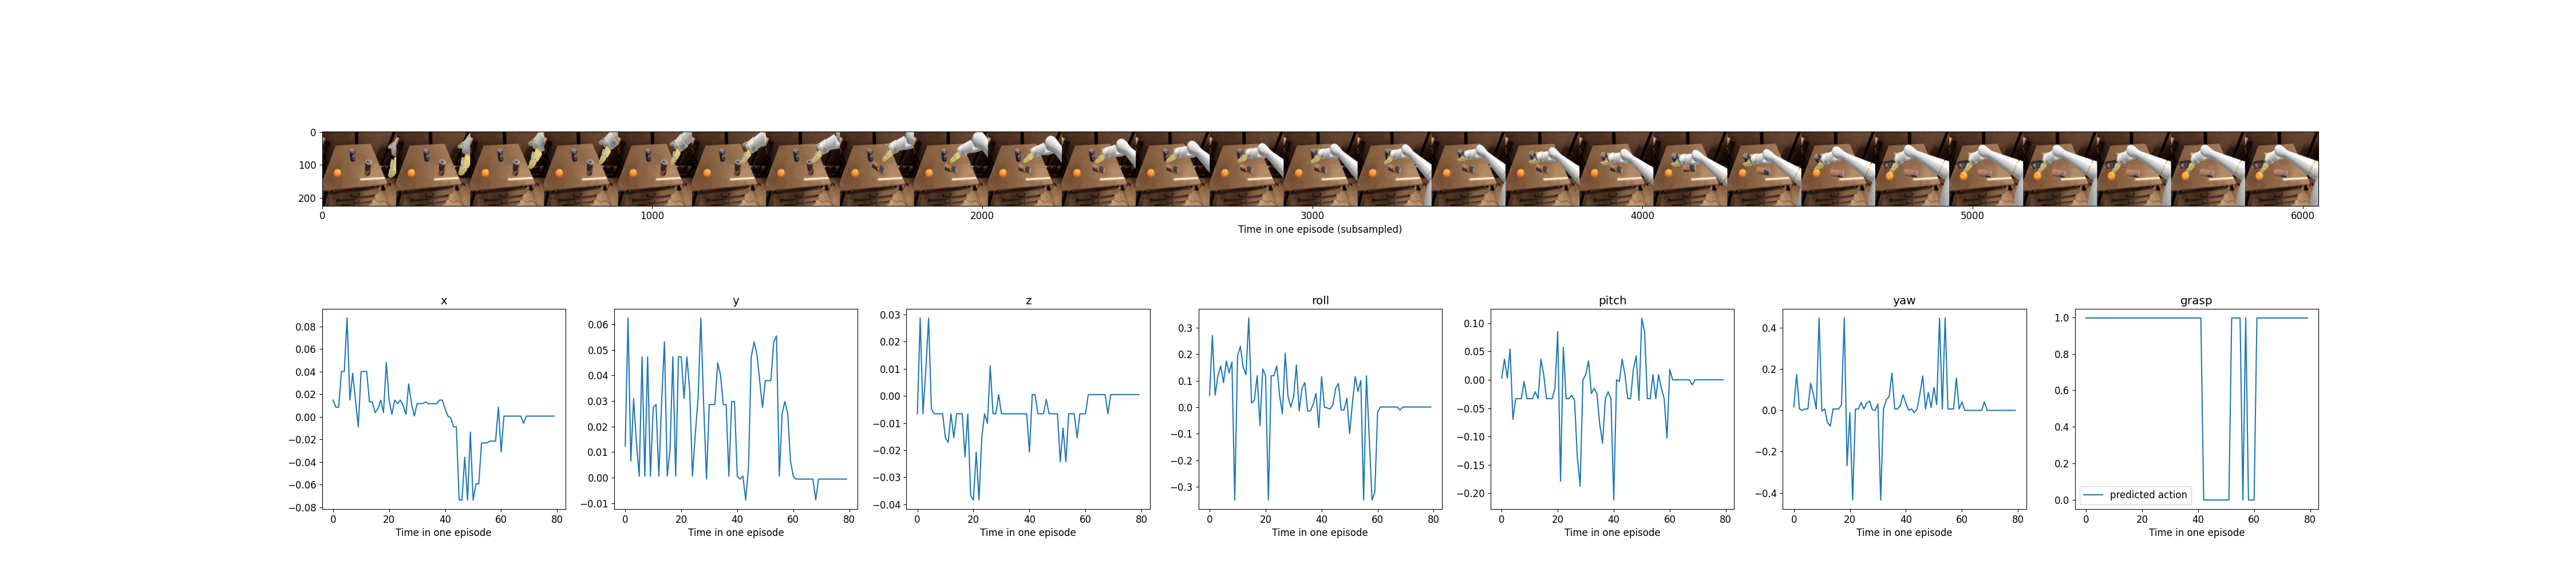 0
100
200
0 1000 2000 3000 4000 5000 6000
Time in one episode (subsampled)
x
0.08
0.06
0.04
0.02
0.00
−0.02
−0.04
−0.06
−0.08
0 20 40 60 80
Time in one episode
y
0.06
0.05
0.04
0.03
0.02
0.01
0.00
−0.01
0 20 40 60 80
Time in one episode
z
0.03
0.02
0.01
0.00
−0.01
−0.02
−0.03
−0.04
0 20 40 60 80
Time in one episode
roll
0.3
0.2
0.1
0.0
−0.1
−0.2
−0.3
0 20 40 60 80
Time in one episode
pitch
0.10
0.05
0.00
−0.05
−0.10
−0.15
−0.20
0 20 40 60 80
Time in one episode
yaw
0.4
0.2
0.0
−0.2
−0.4
0 20 40 60 80
Time in one episode
grasp
1.0
0.8
0.6
0.4
0.2
0.0
predicted action
0 20 40 60 80
Time in one episode